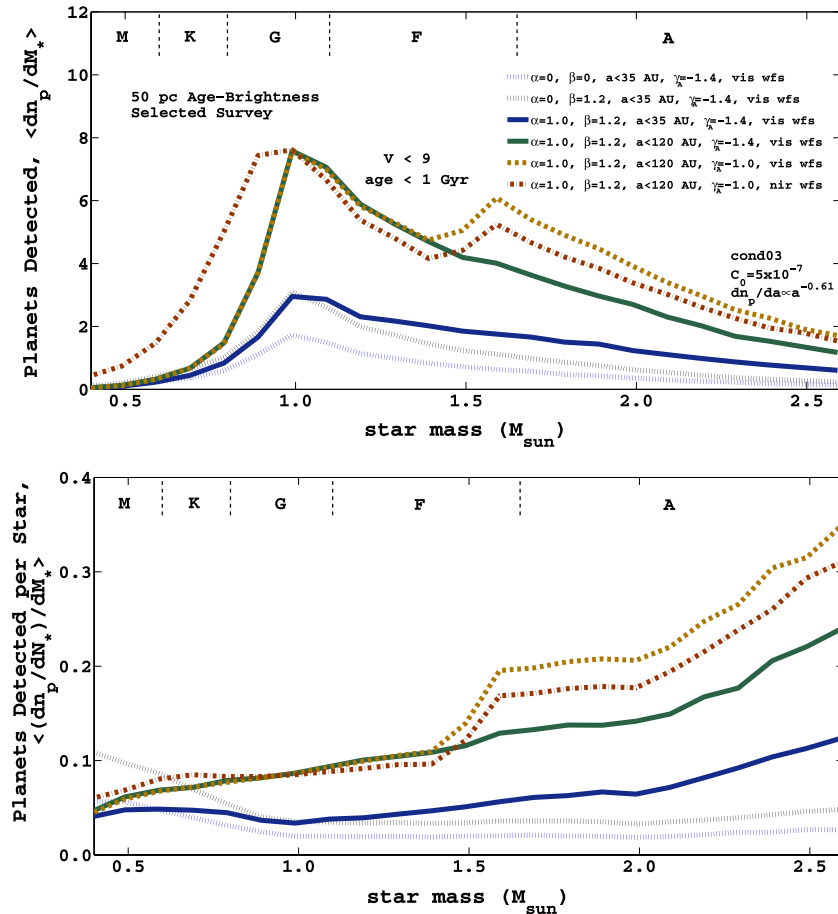 12
10
8
6
4
2
0
Planets Detected, <dn_p/dM_*>
M K G F A
50 pc Age-Brightness
Selected Survey
V < 9
age < 1 Gyr
α=0, β=0, a<35 AU, γ_A=-1.4, vis wfs
α=0, β=1.2, a<35 AU, γ_A=-1.4, vis wfs
α=1.0, β=1.2, a<35 AU, γ_A=-1.4, vis wfs
α=1.0, β=1.2, a<120 AU, γ_A=-1.4, vis wfs
α=1.0, β=1.2, a<120 AU, γ_A=-1.0, vis wfs
α=1.0, β=1.2, a<120 AU, γ_A=-1.0, nir wfs
cond03
C_0=5x10^-7
dn_p/da∝a^-0.61
0.5 1.0 1.5 2.0 2.5
star mass (M_sun)
0.4
0.3
0.2
0.1
0.0
Planets Detected per Star,
<(dn_p/dN_*)/dM_*>
M K G F A
0.5 1.0 1.5 2.0 2.5
star mass (M_sun)